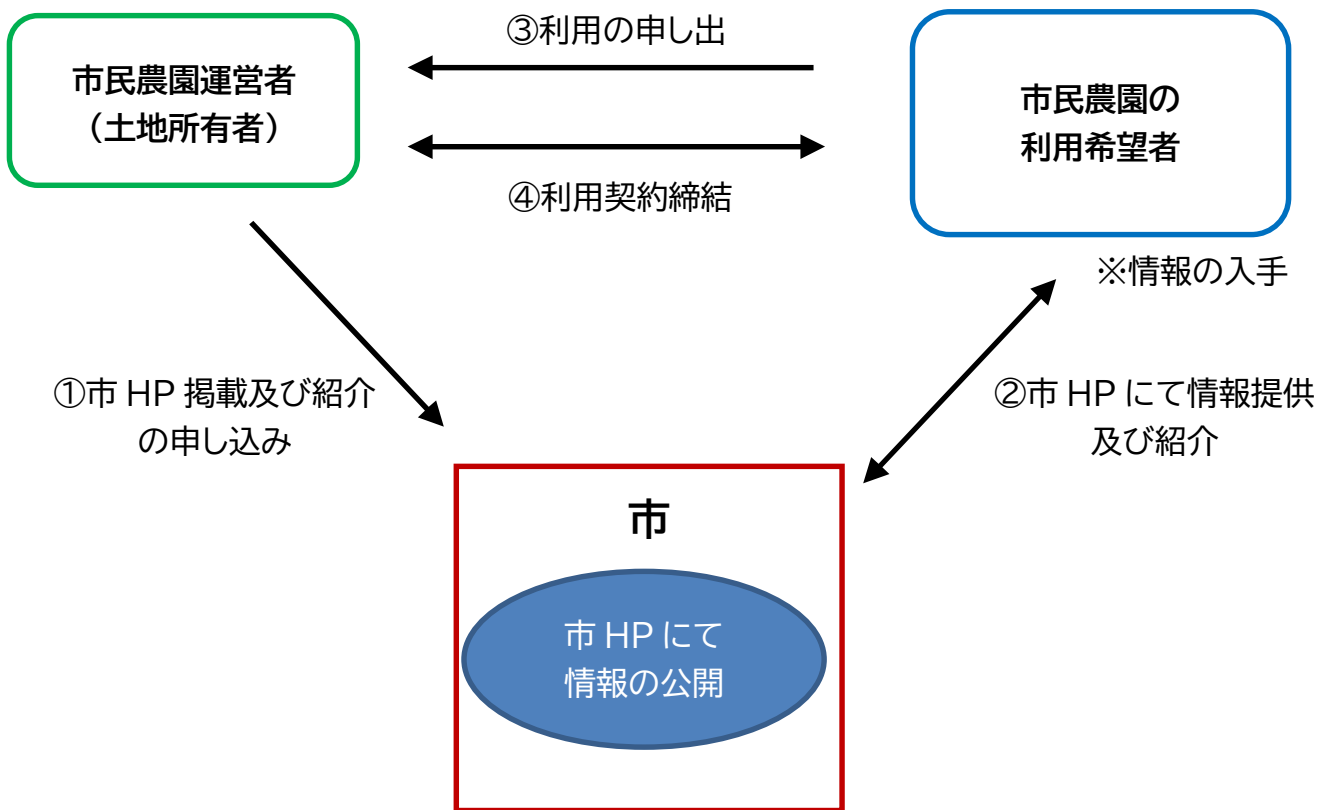 ③利用の申し出
市民農園運営者
（土地所有者）
市民農園の
利用希望者
④利用契約締結
※情報の入手
①市 HP 掲載及び紹介
の申し込み
②市 HP にて情報提供
及び紹介
市
市 HP にて
情報の公開